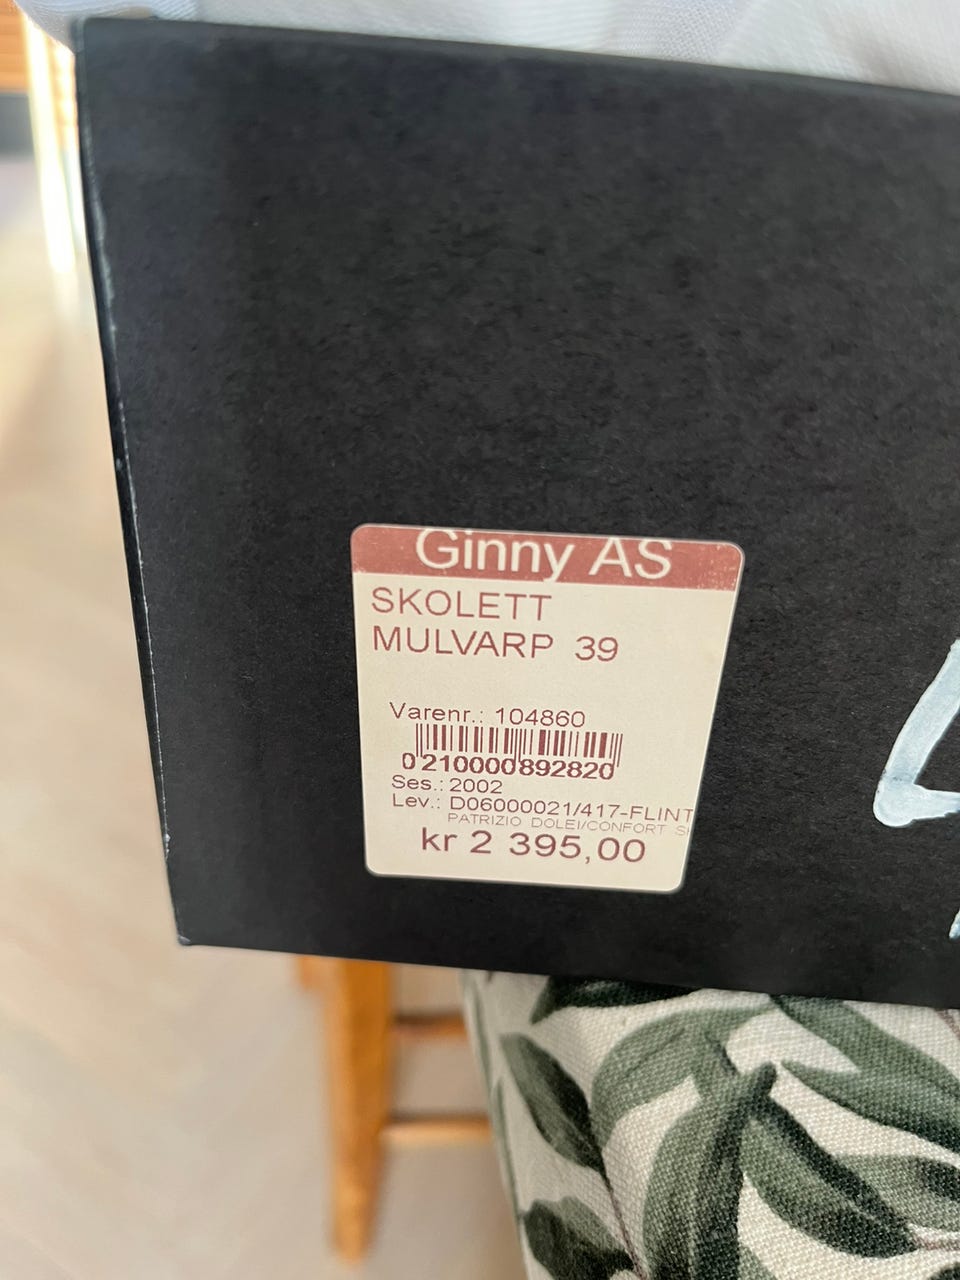 Ginny AS
SKOLETT
MULVARP 39
Varenr.: 104860
0210000892820
Ses.: 2002
Lev.: D06000021/417-FLINT
PATRIZIO DOLEI/CONFORT S
kr 2 395,00